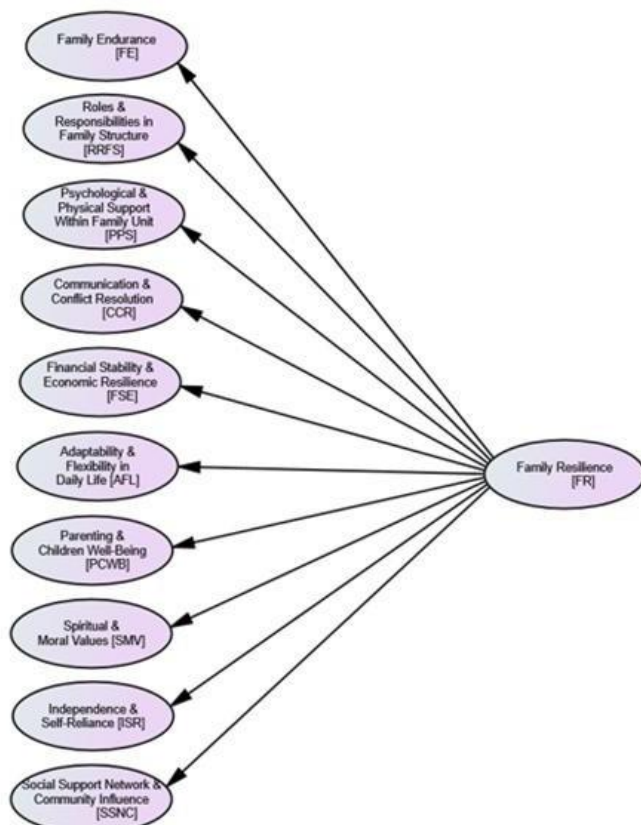 Family Endurance
[FE]
Roles &
Responsibilities in
Family Structure
[RRFS]
Psychological &
Physical Support
Within Family Unit
[PPS]
Communication &
Conflict Resolution
[CCR]
Financial Stability &
Economic Resilience
[FSE]
Adaptability &
Flexibility in
Daily Life [AFL]
Parenting &
Children Well-Being
[PCWB]
Spiritual &
Moral Values [SMV]
Independence &
Self-Reliance [ISR]
Social Support Network &
Community Influence
[SSNC]
Family Resilience
[FR]